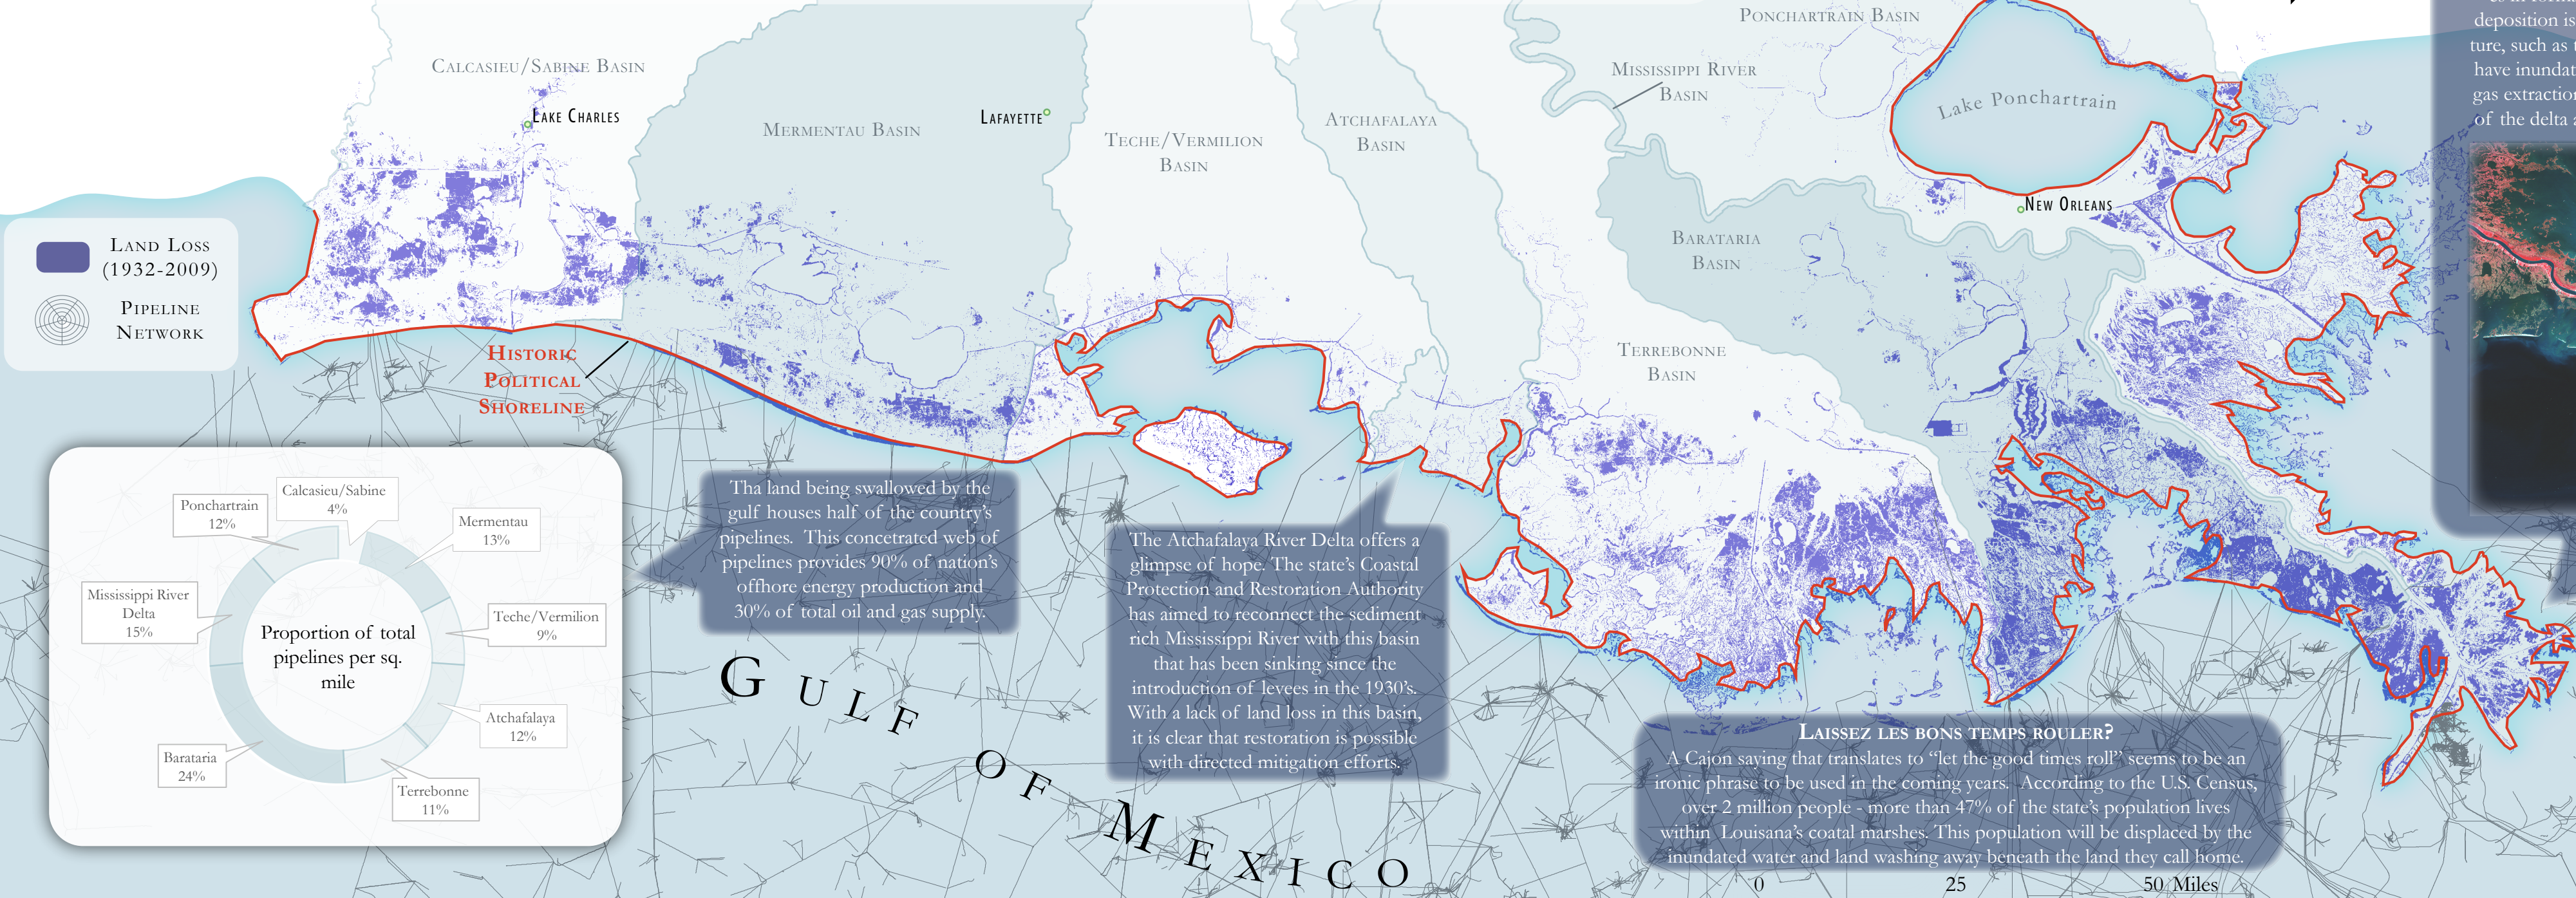 PONCHARTRAIN BASIN
CALCASIEU/SABINE BASIN
LAKE CHARLES
MERMENTAU BASIN
LAFAYETTE
TECHE/VERMILION
BASIN
ATCHAFALAYA
BASIN
MISSISSIPPI RIVER
BASIN
Lake Ponchartrain
NEW ORLEANS
BARATARIA
BASIN
TERREBONNE
BASIN
deposition is
ture, such as
have inundat
gas extraction
of the delta
LAND LOSS
(1932-2009)
PIPELINE
NETWORK
HISTORIC
POLITICAL
SHORELINE
Calcasieu/Sabine
4%
Ponchartrain
12%
Mermentau
13%
Mississippi River
Delta
15%
Teche/Vermilion
9%
Proportion of total
pipelines per sq.
mile
Atchafalaya
12%
Barataria
24%
Terrebonne
11%
Tha land being swallowed by the
gulf houses half of the country's
pipelines. This concetrated web of
pipelines provides 90% of nation's
offhore energy production and
30% of total oil and gas supply.
The Atchafalaya River Delta offers a
glimpse of hope. The state's Coastal
Protection and Restoration Authority
has aimed to reconnect the sediment
rich Mississippi River with this basin
that has been sinking since the
introduction of levees in the 1930's.
With a lack of land loss in this basin,
it is clear that restoration is possible
with directed mitigation efforts.
GULF OF MEXICO
LAISSEZ LES BONS TEMPS ROULER?
A Cajon saying that translates to "let the good times roll" seems to be an
ironic phrase to be used in the coming years. According to the U.S. Census,
over 2 million people - more than 47% of the state's population lives
within Louisana's coatal marshes. This population will be displaced by the
inundated water and land washing away beneath the land they call home.
0 25 50 Miles